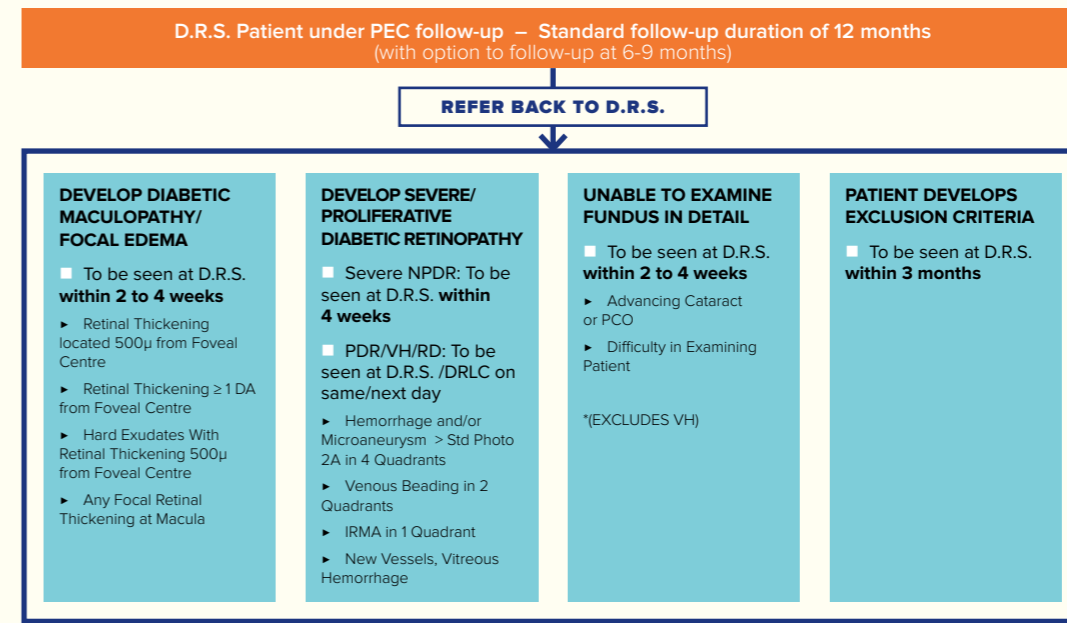 D.R.S. Patient under PEC follow-up – Standard follow-up duration of 12 months
(with option to follow-up at 6-9 months)
REFER BACK TO D.R.S.
DEVELOP DIABETIC
MACULOPATHY/
FOCAL EDEMA
■ To be seen at D.R.S.
within 2 to 4 weeks
► Retinal Thickening
located 500µ from Foveal
Centre
► Retinal Thickening ≥ 1 DA
from Foveal Centre
► Hard Exudates With
Retinal Thickening 500µ
from Foveal Centre
► Any Focal Retinal
Thickening at Macula
DEVELOP SEVERE/
PROLIFERATIVE
DIABETIC RETINOPATHY
■ Severe NPDR: To be
seen at D.R.S. within
4 weeks
■ PDR/VH/RD: To be
seen at D.R.S. /DRLC on
same/next day
► Hemorrhage and/or
Microaneurysm > Std Photo
2A in 4 Quadrants
► Venous Beading in 2
Quadrants
► IRMA in 1 Quadrant
► New Vessels, Vitreous
Hemorrhage
UNABLE TO EXAMINE
FUNDUS IN DETAIL
■ To be seen at D.R.S.
within 2 to 4 weeks
► Advancing Cataract
or PCO
► Difficulty in Examining
Patient
*(EXCLUDES VH)
PATIENT DEVELOPS
EXCLUSION CRITERIA
■ To be seen at D.R.S.
within 3 months